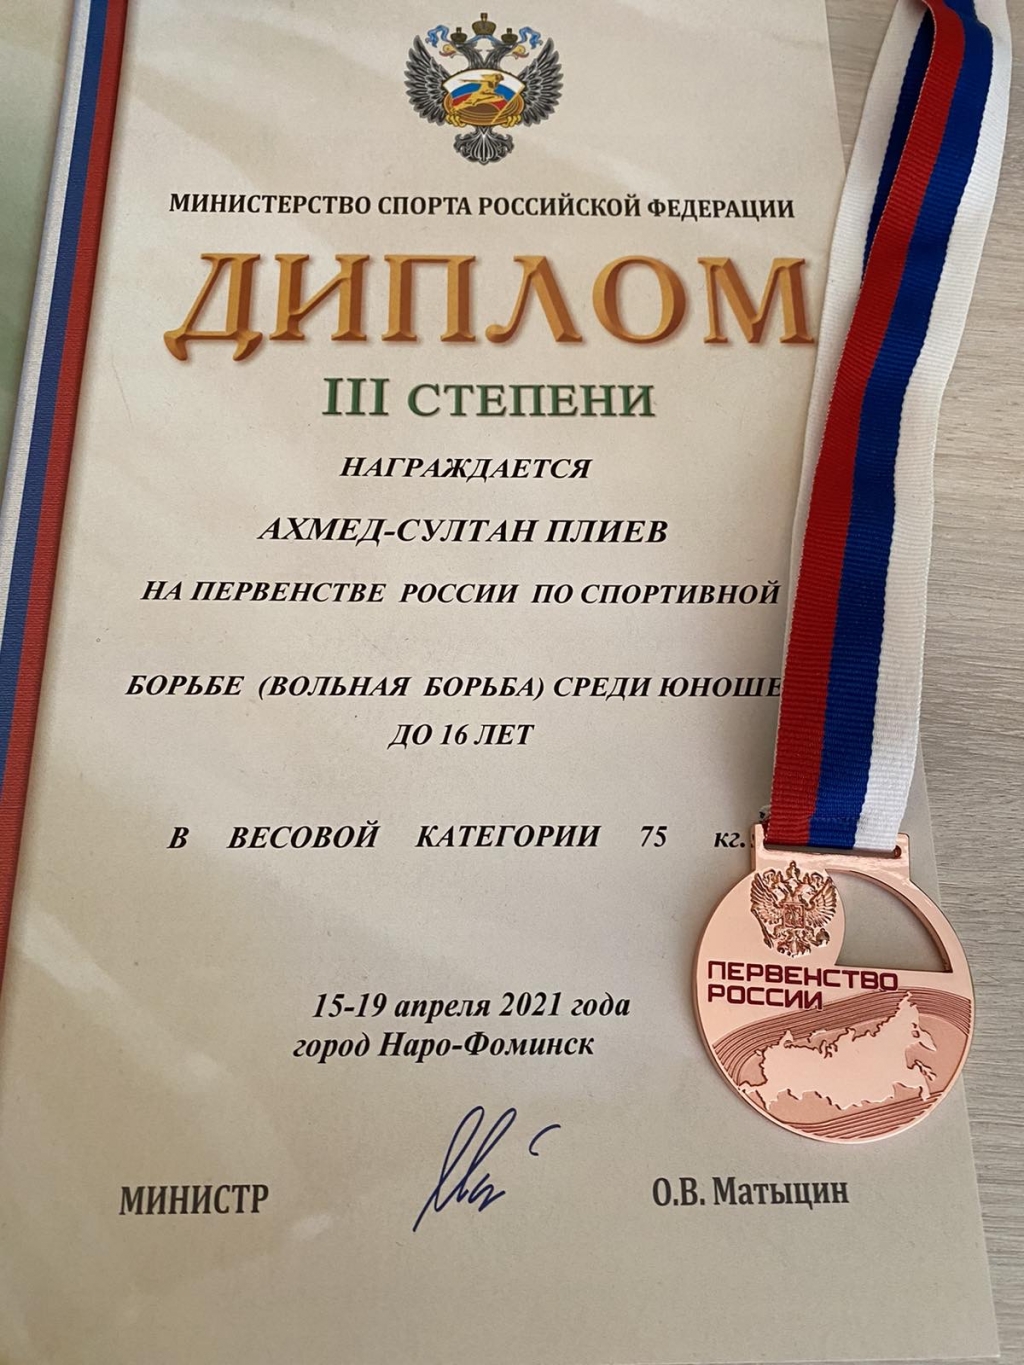 МИНИСТЕРСТВО СПОРТА РОССИЙСКОЙ ФЕДЕРАЦИИ
ДИПЛОМ
III СТЕПЕНИ
НАГРАЖДАЕТСЯ
АХМЕД-СУЛТАН ПЛИЕВ
НА ПЕРВЕНСТВЕ РОССИИ ПО СПОРТИВНОЙ
БОРЬБЕ (ВОЛЬНАЯ БОРЬБА) СРЕДИ ЮНОШЕ
ДО 16 ЛЕТ
В ВЕСОВОЙ КАТЕГОРИИ 75 кг.
15-19 апреля 2021 года
город Наро-Фоминск
МИНИСТР О.В. Матыцин
ПЕРВЕНСТВО
РОССИИ